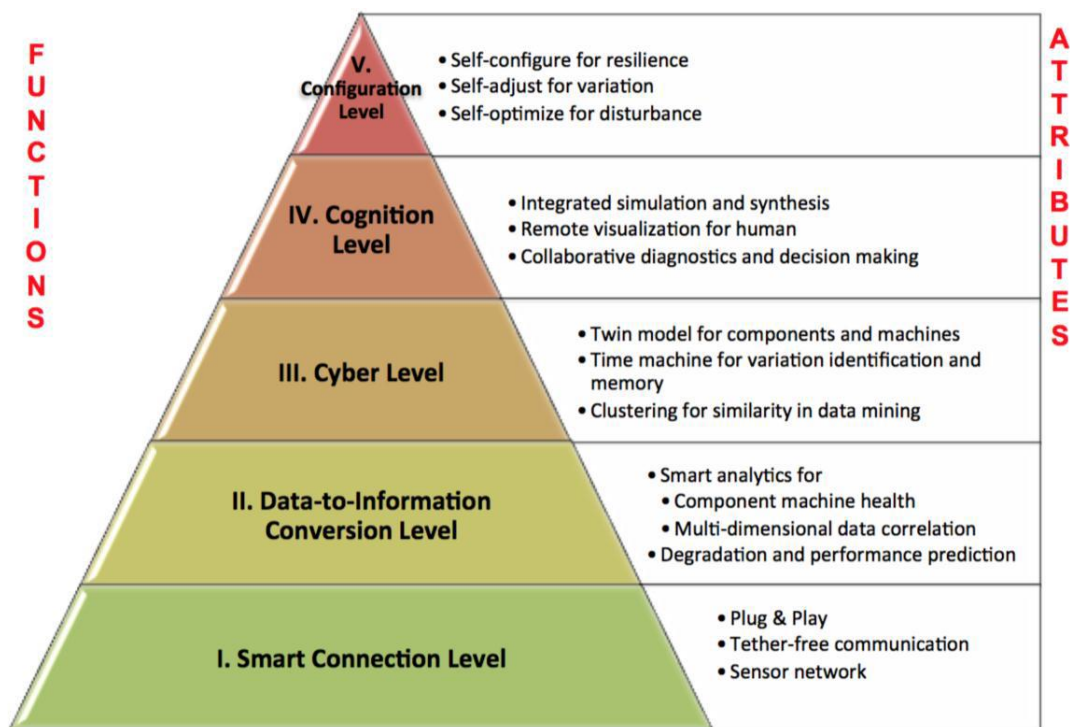 FUNCTIONS
ATTRIBUTES
V.
Configuration
Level
• Self-configure for resilience
• Self-adjust for variation
• Self-optimize for disturbance
IV. Cognition
Level
• Integrated simulation and synthesis
• Remote visualization for human
• Collaborative diagnostics and decision making
III. Cyber Level
• Twin model for components and machines
• Time machine for variation identification and
memory
• Clustering for similarity in data mining
II. Data-to-Information
Conversion Level
• Smart analytics for
• Component machine health
• Multi-dimensional data correlation
• Degradation and performance prediction
I. Smart Connection Level
• Plug & Play
• Tether-free communication
• Sensor network